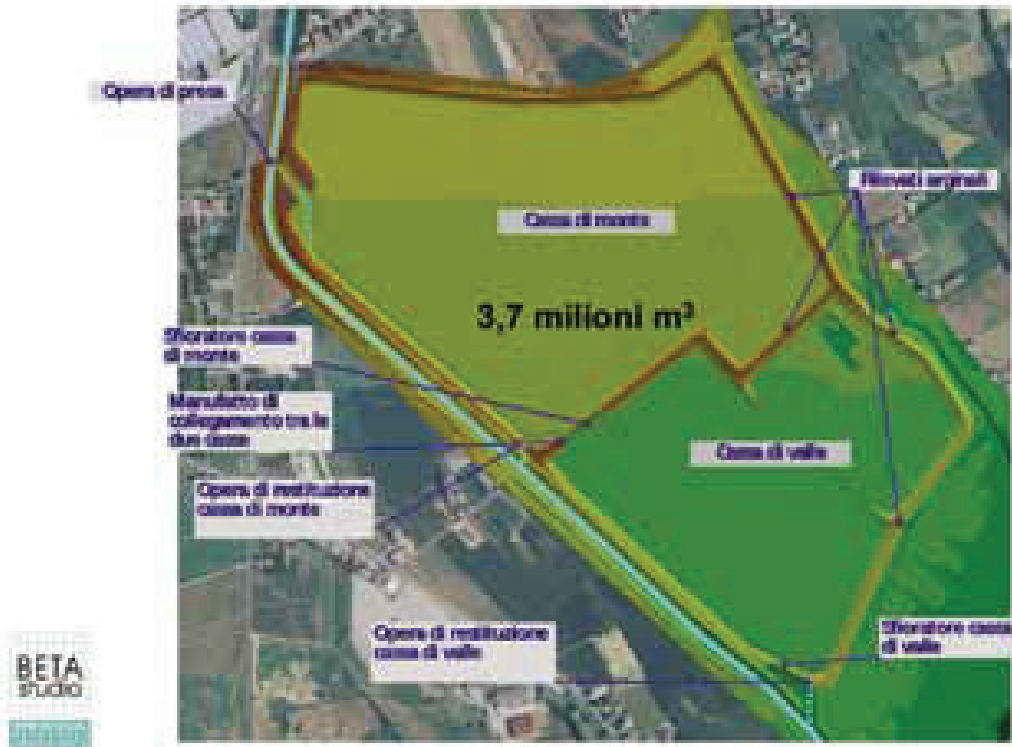 Opera di presa
Rilevati arginali
Cassa di monte
3,7 milioni m³
Sfioratore cassa
di monte
Manufatto di
collegamento tra le
due casse
Cassa di valle
Opera di restituzione
cassa di monte
Opera di restituzione
cassa di valle
Sfioratore cassa
di valle
BETA
studio